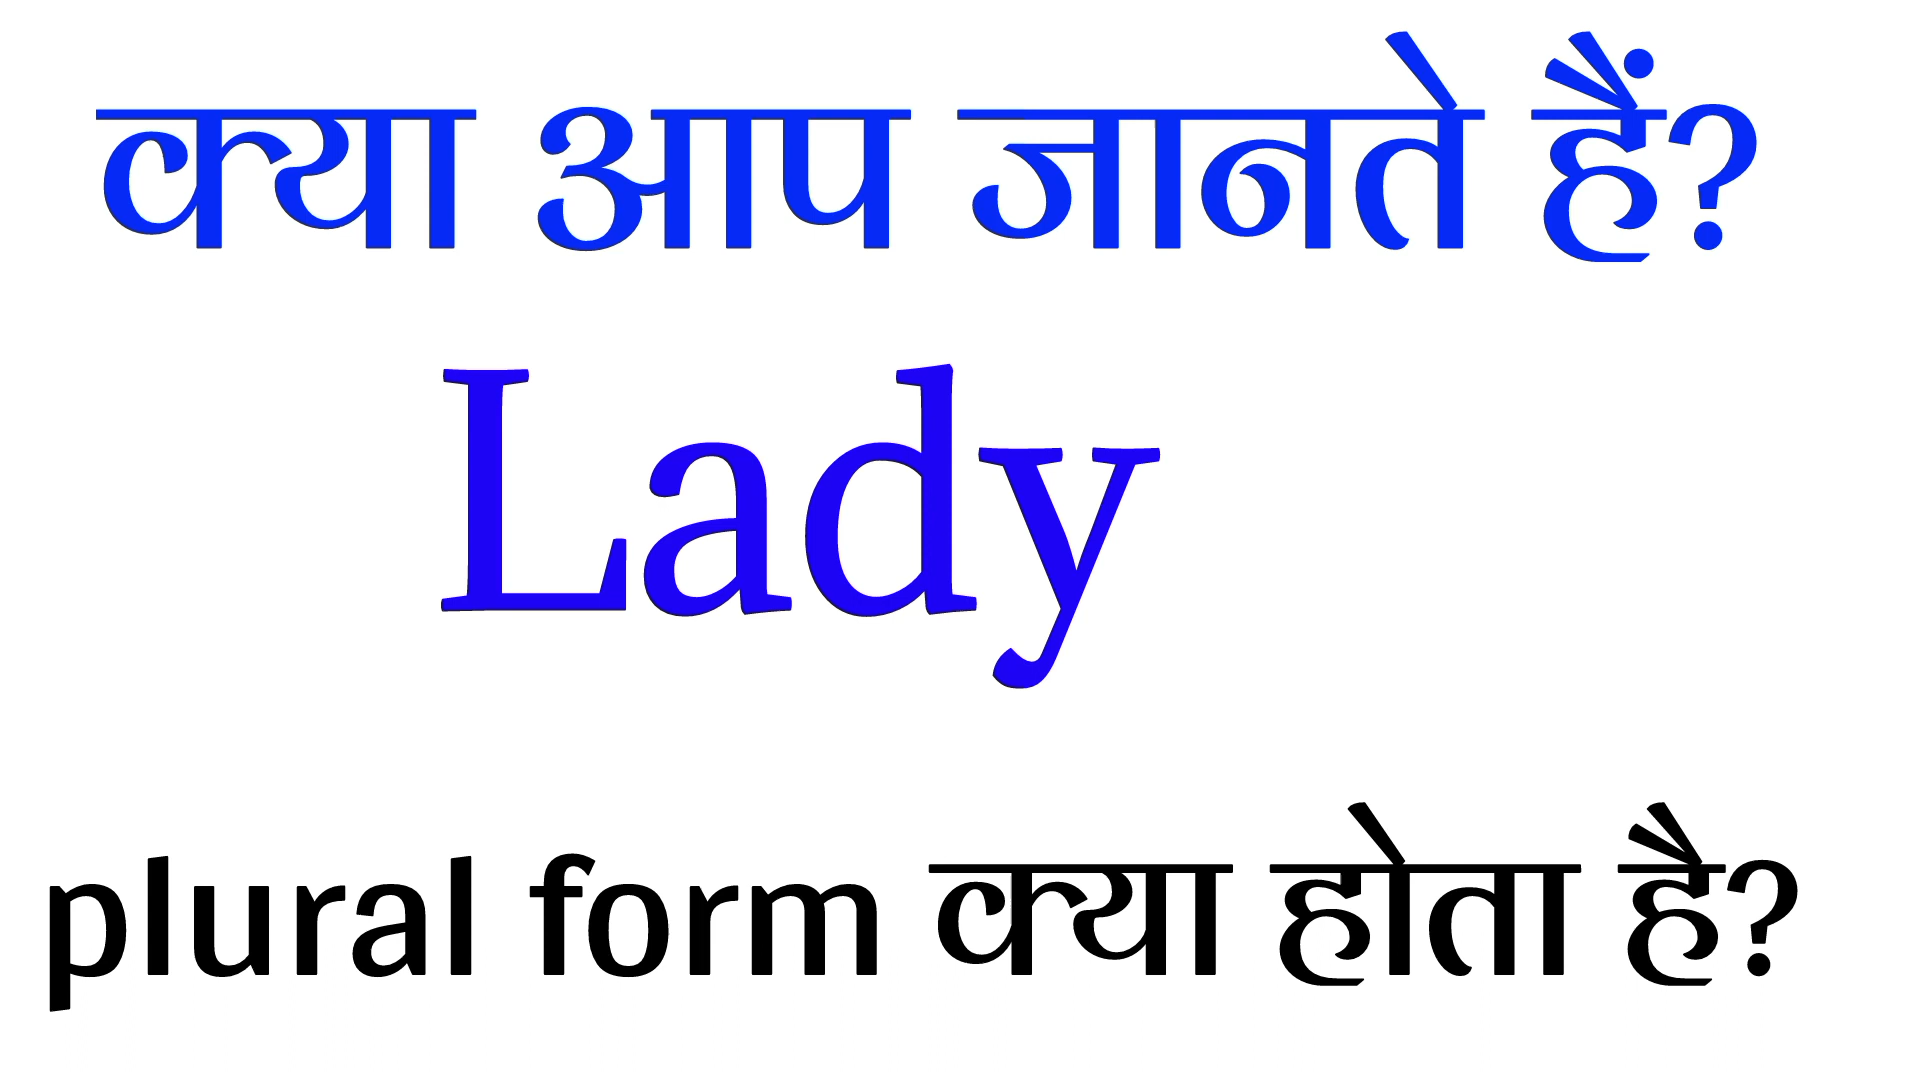 क्या आप जानते हैं?
Lady
plural form क्या होता है?